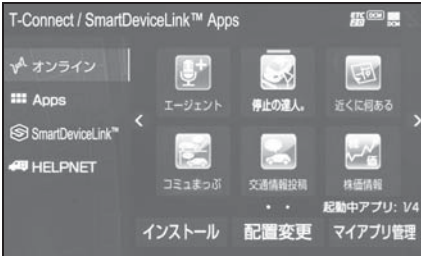 T-Connect / SmartDeviceLink™ Apps
ETC DCM
オンライン
Apps
SmartDeviceLink™
HELPNET
エージェント
停止の達人。
近くに何ある
コミュまっぷ
交通情報投稿
株価情報
価
起動中アプリ: 1/4
インストール
配置変更
マイアプリ管理